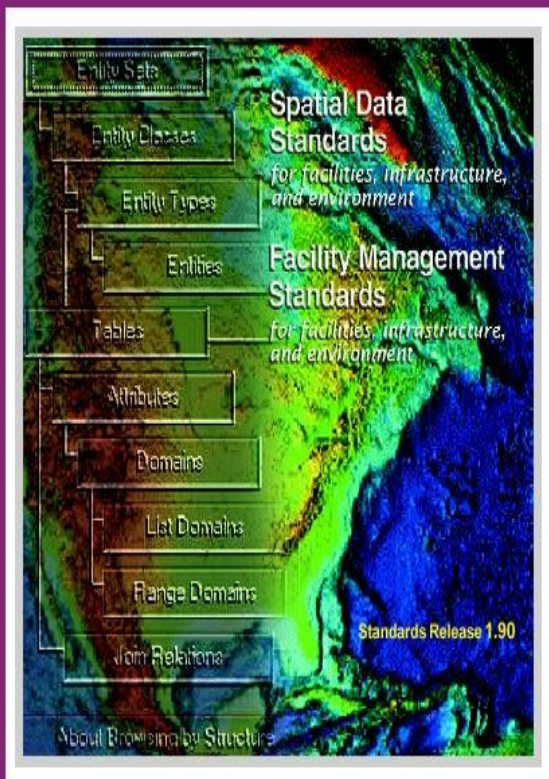 Entity Sets
Entity Classes
Entity Types
Entities
Tables
Attributes
Domains
List Domains
Range Domains
Join Relations
About Browsing by Structure
Spatial Data
Standards
for facilities, infrastructure,
and environment
Facility Management
Standards
for facilities, infrastructure,
and environment
Standards Release 1.90